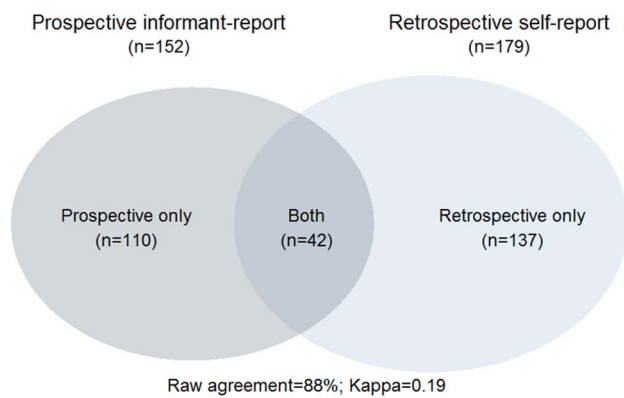 Prospective informant-report
(n=152)
Retrospective self-report
(n=179)
Prospective only
(n=110)
Both
(n=42)
Retrospective only
(n=137)
Raw agreement=88%; Kappa=0.19